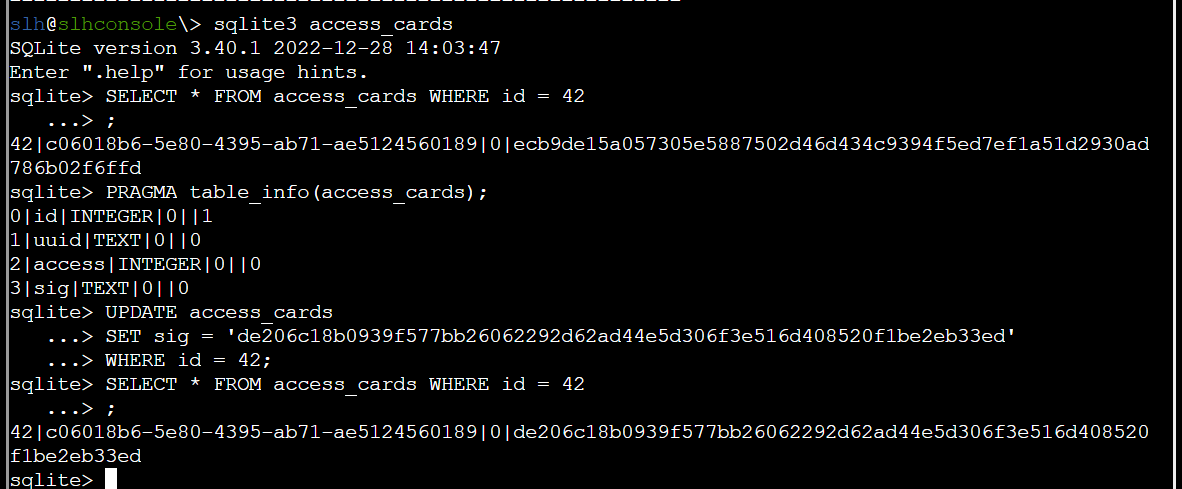 slh@slhconsole\> sqlite3 access_cards
SQLite version 3.40.1 2022-12-28 14:03:47
Enter ".help" for usage hints.
sqlite> SELECT * FROM access_cards WHERE id = 42
   ...> ;
42|c06018b6-5e80-4395-ab71-ae5124560189|0|ecb9de15a057305e5887502d46d434c9394f5ed7ef1a51d2930ad
786b02f6ffd
sqlite> PRAGMA table_info(access_cards);
0|id|INTEGER|0||1
1|uuid|TEXT|0||0
2|access|INTEGER|0||0
3|sig|TEXT|0||0
sqlite> UPDATE access_cards
   ...> SET sig = 'de206c18b0939f577bb26062292d62ad44e5d306f3e516d408520f1be2eb33ed'
   ...> WHERE id = 42;
sqlite> SELECT * FROM access_cards WHERE id = 42
   ...> ;
42|c06018b6-5e80-4395-ab71-ae5124560189|0|de206c18b0939f577bb26062292d62ad44e5d306f3e516d408520
f1be2eb33ed
sqlite>